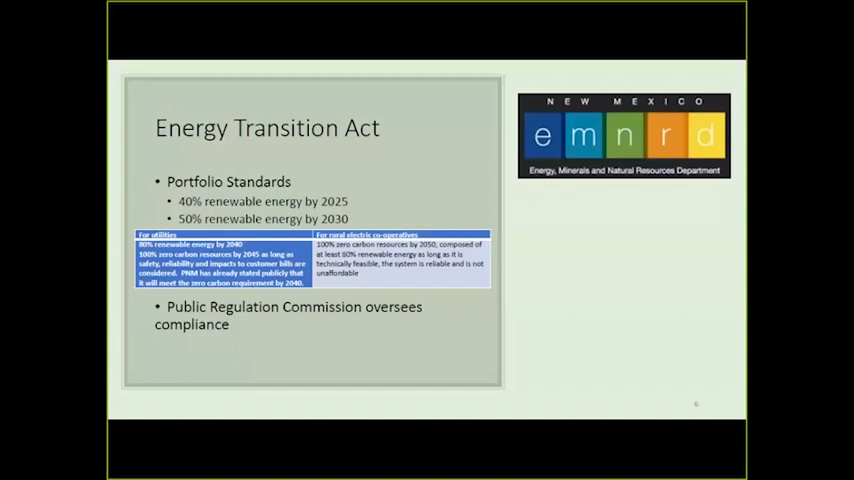 Energy Transition Act
• Portfolio Standards
• 40% renewable energy by 2025
• 50% renewable energy by 2030
For utilities
80% renewable energy by 2040
100% zero carbon resources by 2045 as long as
safety, reliability and impacts to customer bills are
considered. PNM has already stated publicly that
it will meet the zero carbon requirement by 2040.
For rural electric co-operatives
100% zero carbon resources by 2050, composed of
at least 80% renewable energy as long as it is
technically feasible, the system is reliable and is not
unaffordable
• Public Regulation Commission oversees
compliance
NEW MEXICO
emnrd
Energy, Minerals and Natural Resources Department
6